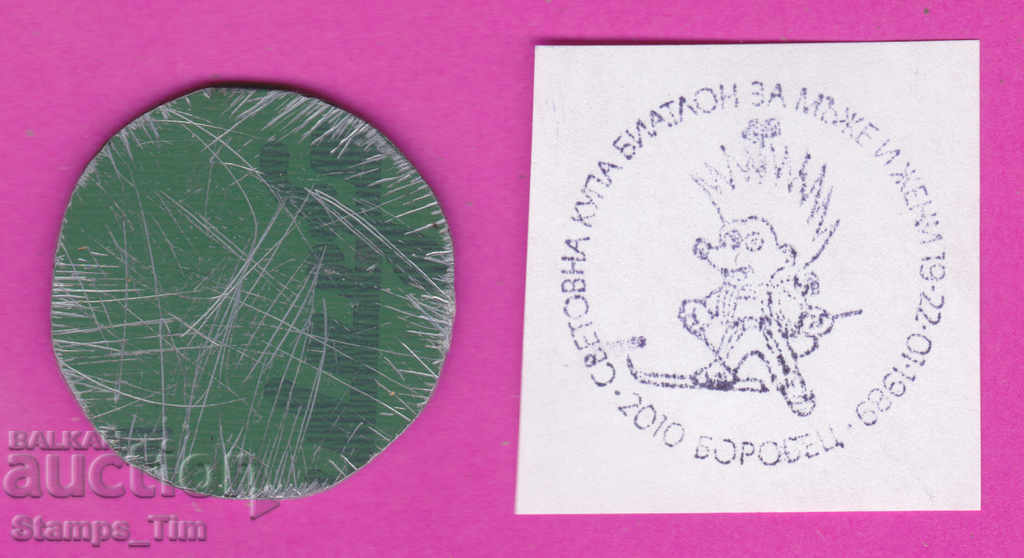 СВЕТОВНА КУПА БИАТЛОН ЗА МЪЖЕ И ЖЕНИ 19-22·01·1989 · 2010 БОРОВЕЦ ·
BALKAN
auction
Stamps_Tim